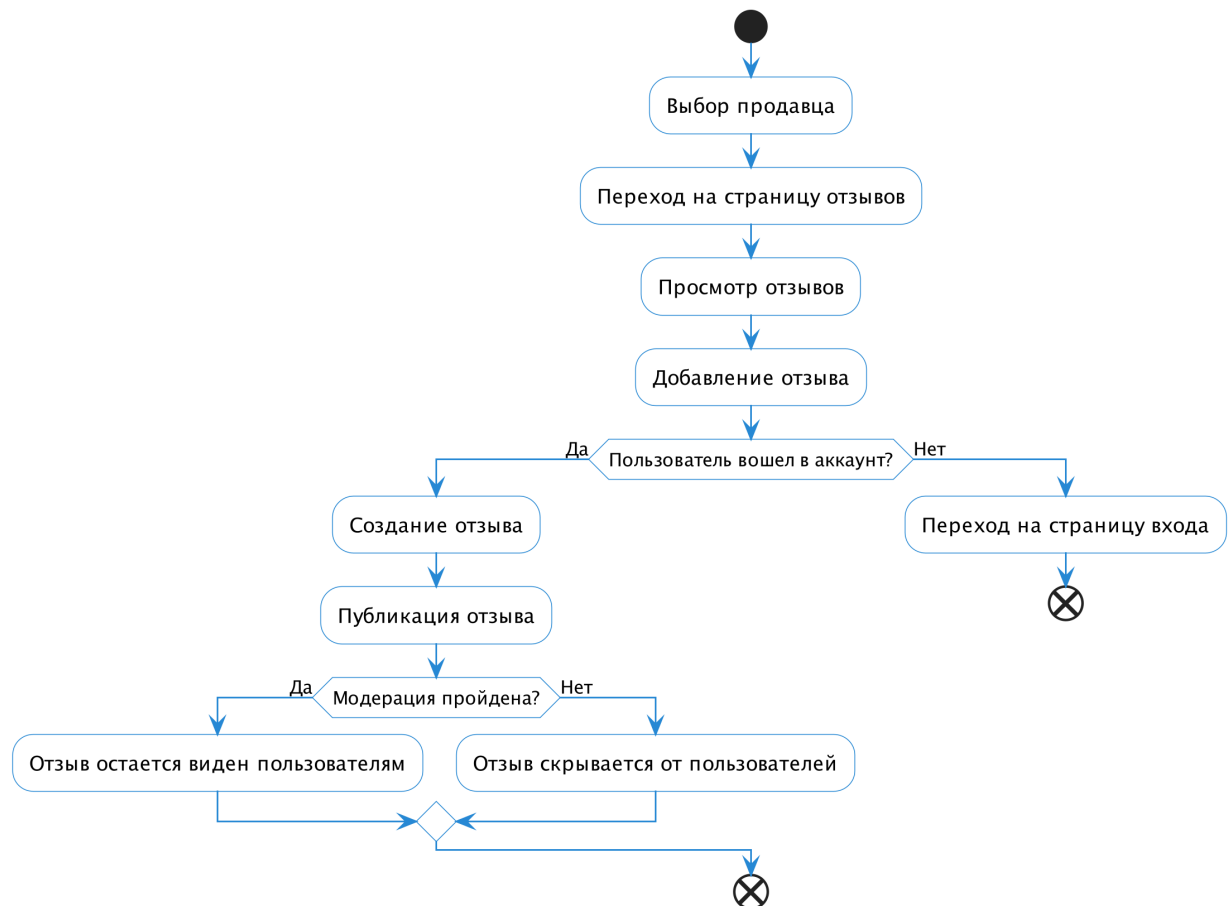 Выбор продавца
Переход на страницу отзывов
Просмотр отзывов
Добавление отзыва
Да
Пользователь вошел в аккаунт?
Нет
Создание отзыва
Переход на страницу входа
Публикация отзыва
Да
Модерация пройдена?
Нет
Отзыв остается виден пользователям
Отзыв скрывается от пользователей